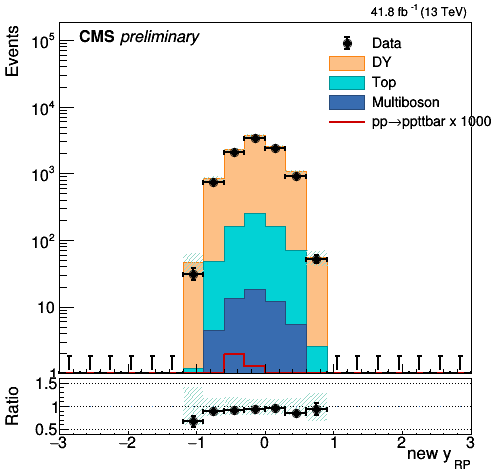 41.8 fb⁻¹ (13 TeV)
CMS preliminary
Events
10⁵
10⁴
10³
10²
10
1
Data
DY
Top
Multiboson
pp→ppttbar x 1000
Ratio
1.5
1
0.5
−3 −2 −1 0 1 2 3
new y_RP